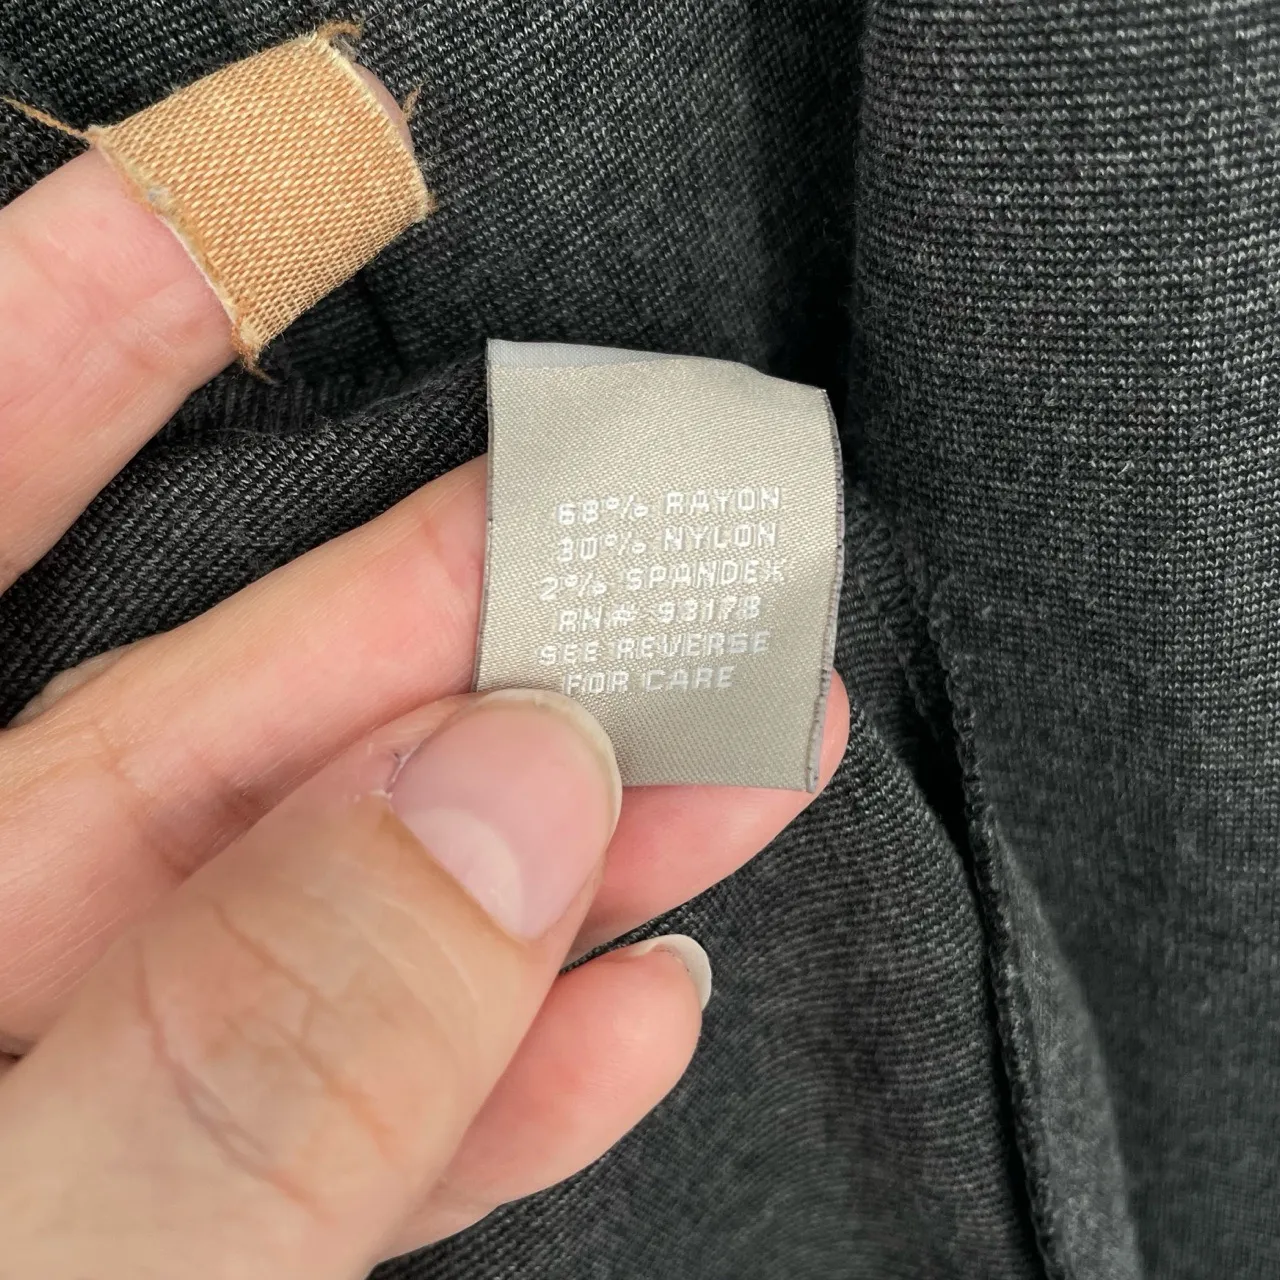 68% RAYON
30% NYLON
2% SPANDEX
RN# 93178
SEE REVERSE
FOR CARE